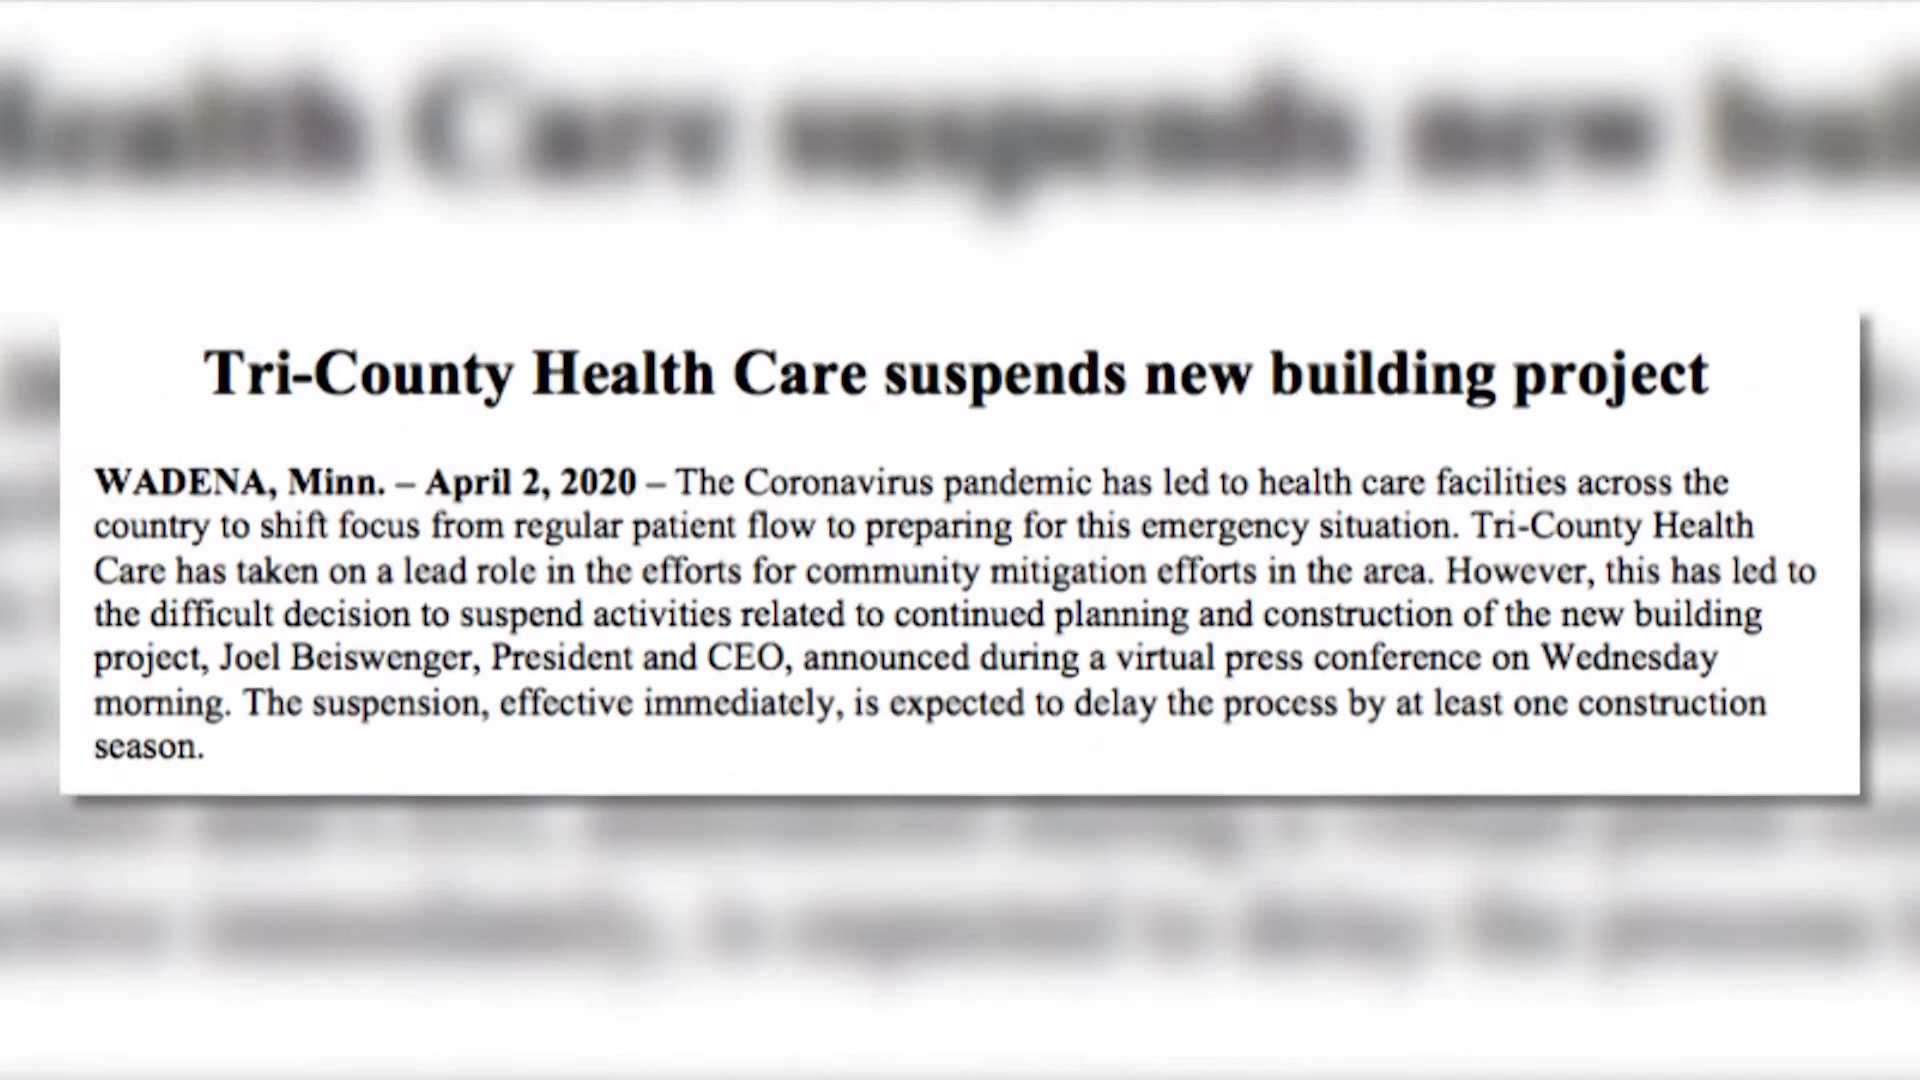 Health Care suspends new
Tri-County Health Care suspends new building project
WADENA, Minn. – April 2, 2020 – The Coronavirus pandemic has led to health care facilities across the
country to shift focus from regular patient flow to preparing for this emergency situation. Tri-County Health
Care has taken on a lead role in the efforts for community mitigation efforts in the area. However, this has led to
the difficult decision to suspend activities related to continued planning and construction of the new building
project, Joel Beiswenger, President and CEO, announced during a virtual press conference on Wednesday
morning. The suspension, effective immediately, is expected to delay the process by at least one construction
season.